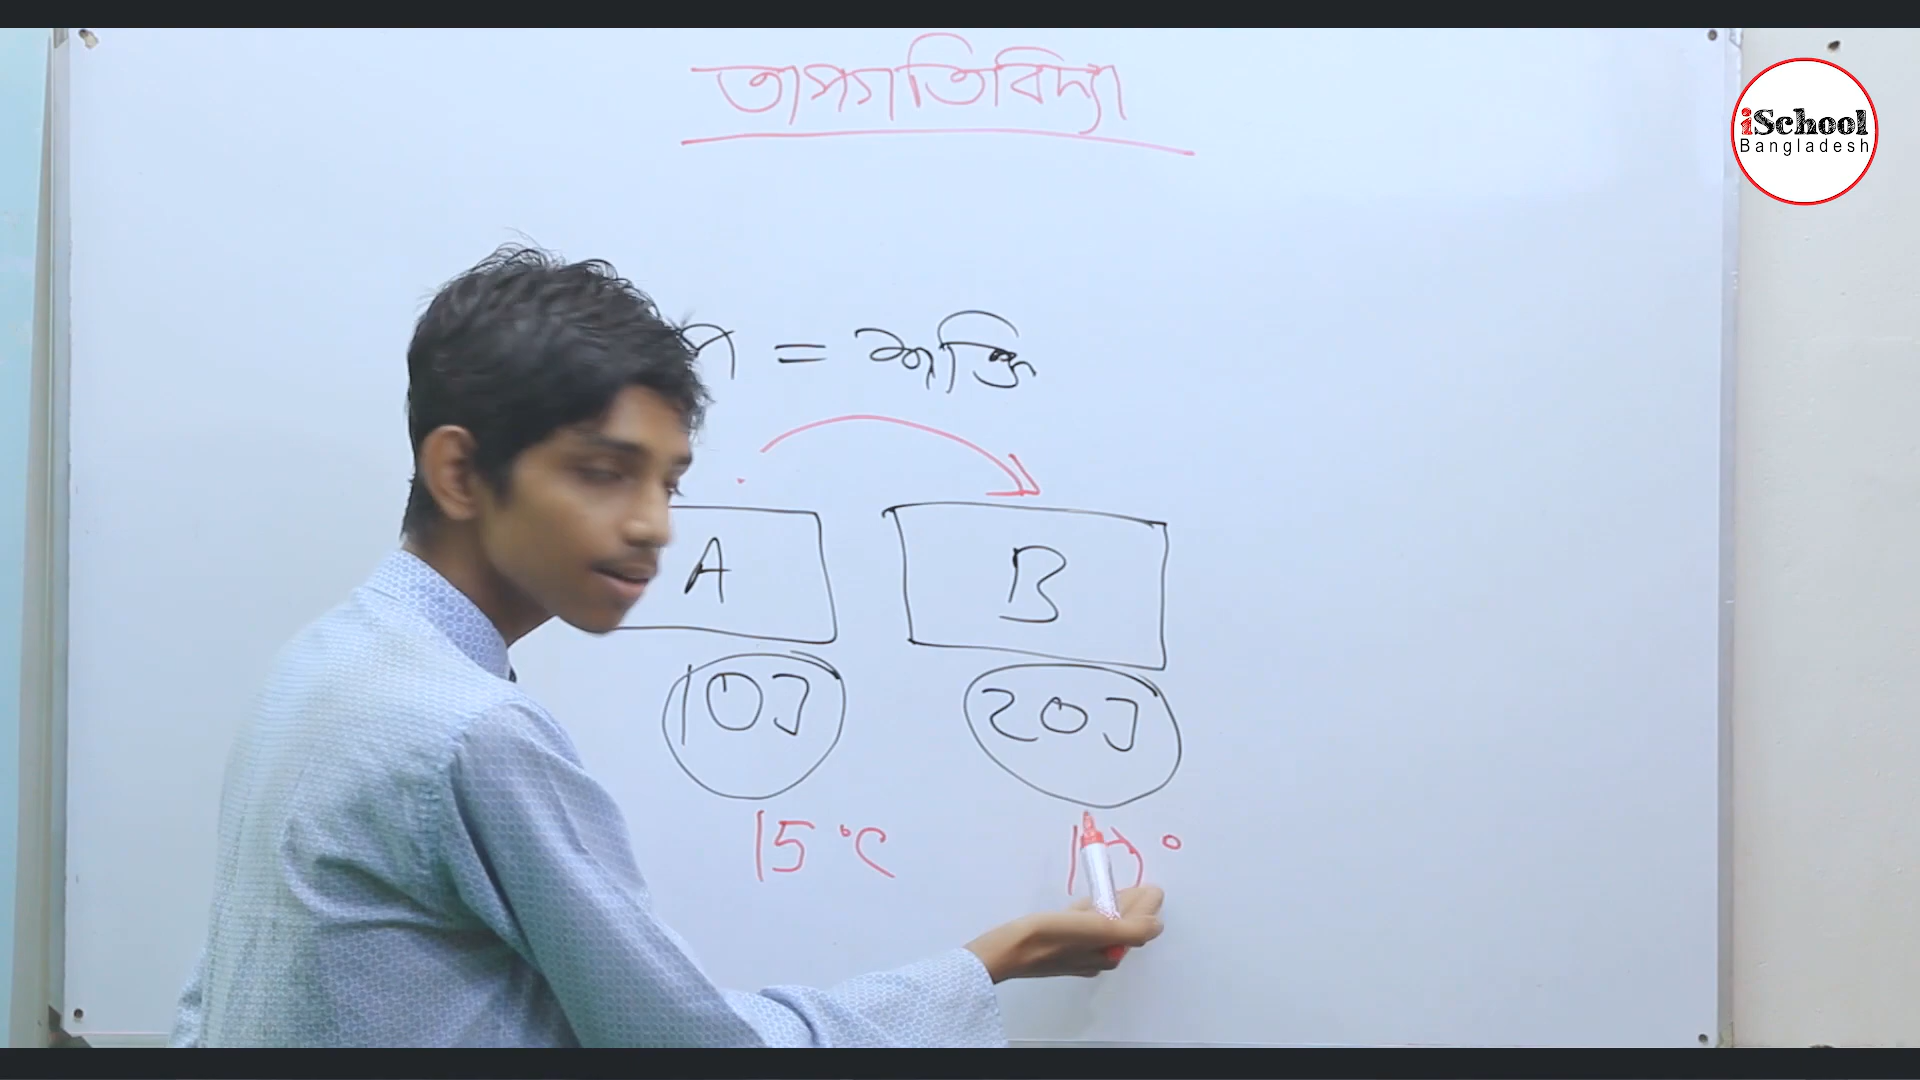 তাপগতিবিদ্যা
iSchool
Bangladesh
= শক্তি
A B
10J 20J
15°C